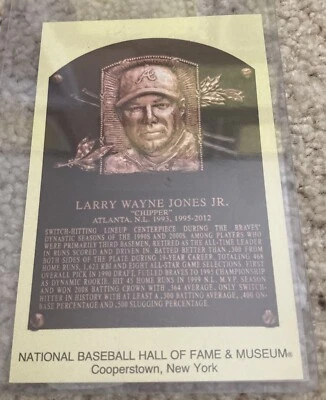 A
LARRY WAYNE JONES JR.
"CHIPPER"
ATLANTA, N.L. 1993, 1995-2012
SWITCH-HITTING LINEUP CENTERPIECE DURING THE BRAVES'
DYNASTIC SEASONS OF THE 1990S AND 2000S. AMONG PLAYERS WHO
WERE PRIMARILY THIRD BASEMEN, RETIRED AS THE ALL-TIME LEADER
IN RUNS SCORED AND DRIVEN IN. BATTED BETTER THAN .300 FROM
BOTH SIDES OF THE PLATE DURING 19-YEAR CAREER, TOTALING 468
HOME RUNS, 1,623 RBI AND EIGHT ALL-STAR GAME SELECTIONS. FIRST
OVERALL PICK IN 1990 DRAFT, FUELED BRAVES TO 1995 CHAMPIONSHIP
AS DYNAMIC ROOKIE. HIT 45 HOME RUNS IN 1999 N.L. M.V.P. SEASON
AND WON 2008 BATTING CROWN WITH .364 AVERAGE. ONLY SWITCH-
HITTER IN HISTORY WITH AT LEAST A .300 BATTING AVERAGE, .400 ON-
BASE PERCENTAGE AND .500 SLUGGING PERCENTAGE.
NATIONAL BASEBALL HALL OF FAME & MUSEUM®
Cooperstown, New York